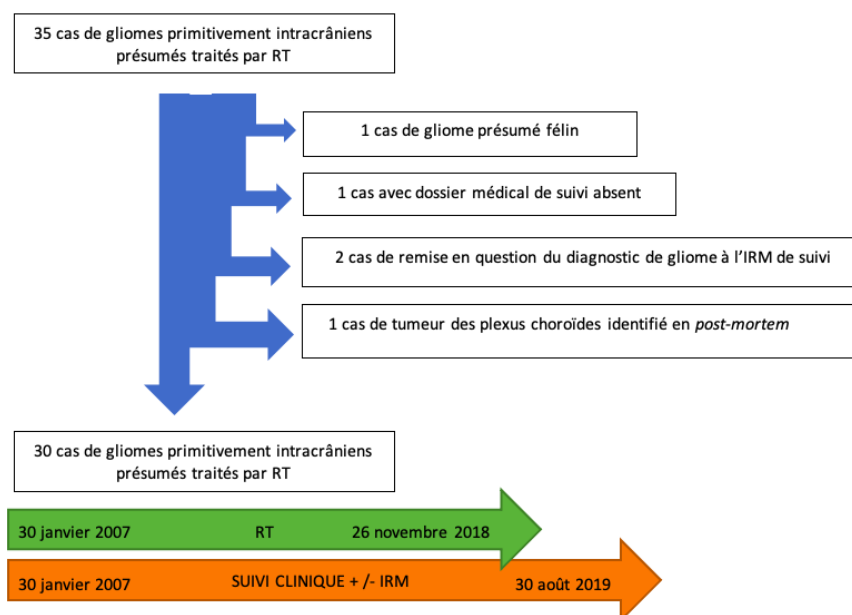 35 cas de gliomes primitivement intracrâniens
présumés traités par RT
1 cas de gliome présumé félin
1 cas avec dossier médical de suivi absent
2 cas de remise en question du diagnostic de gliome à l'IRM de suivi
1 cas de tumeur des plexus choroïdes identifié en post-mortem
30 cas de gliomes primitivement intracrâniens
présumés traités par RT
30 janvier 2007 RT 26 novembre 2018
30 janvier 2007 SUIVI CLINIQUE + /- IRM 30 août 2019